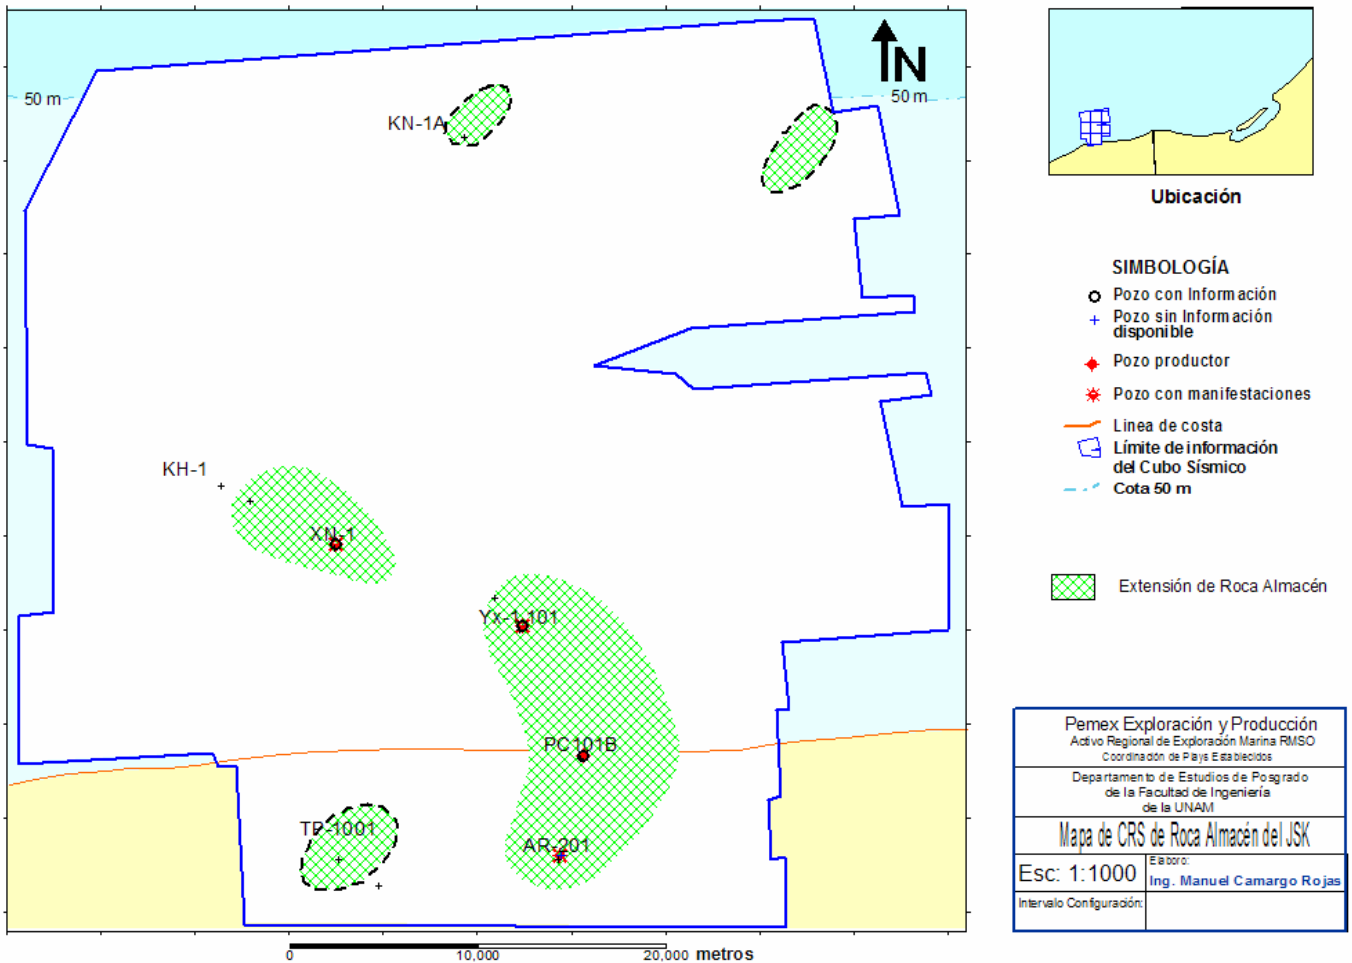 N
50 m
50 m
KN-1A
KH-1
XN-1
Yx-1,101
PC101B
TP-1001
AR-201
0
10,000
20,000 metros
Ubicación
SIMBOLOGÍA
Pozo con Información
Pozo sin Información
disponible
Pozo productor
Pozo con manifestaciones
Linea de costa
Límite de información
del Cubo Sísmico
Cota 50 m
Extensión de Roca Almacén
Pemex Exploración y Producción
Activo Regional de Exploración Marina RMSO
Coordinación de Plays Establecidos
Departamento de Estudios de Posgrado
de la Facultad de Ingeniería
de la UNAM
Mapa de CRS de Roca Almacén del JSK
Esc: 1:1000
Elaboro:
Ing. Manuel Camargo Rojas
Intervalo Configuración: